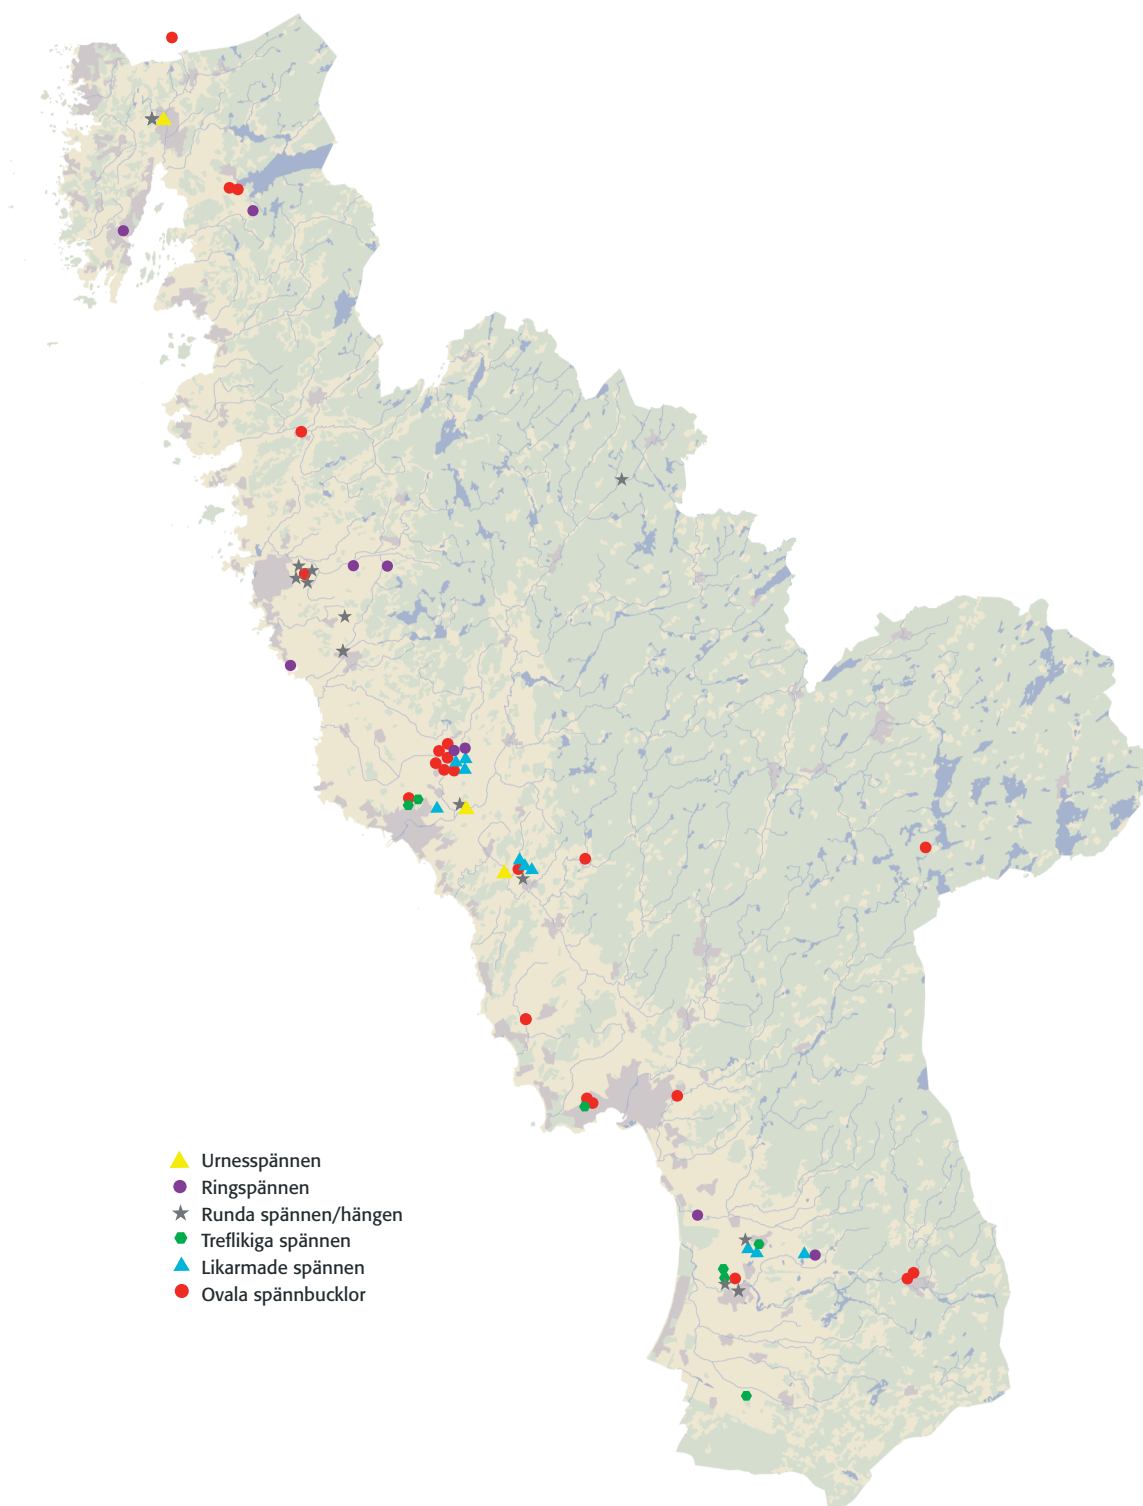 Urnesspännen
Ringspännen
Runda spännen/hängen
Treflikiga spännen
Likarmade spännen
Ovala spännbucklor